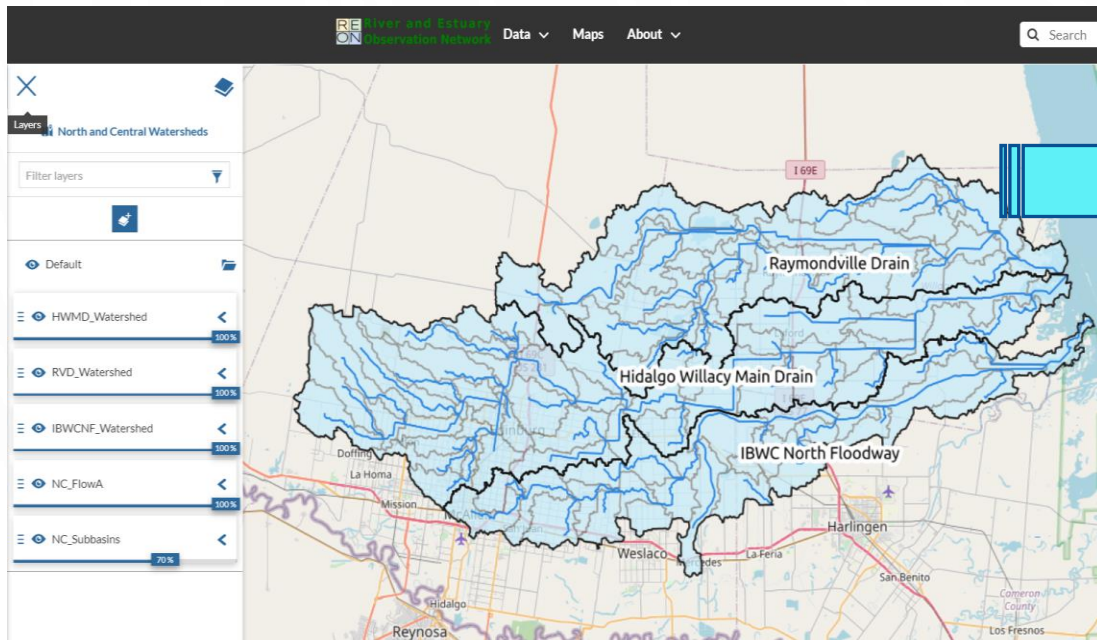 RE
ON
River and Estuary
Observation Network
Data
Maps
About
Search
Layers
North and Central Watersheds
Filter layers
Default
HWMD_Watershed
100%
RVD_Watershed
100%
IBWCNF_Watershed
100%
NC_FlowA
100%
NC_Subbasins
70%
I 69E
Raymondville Drain
Hidalgo Willacy Main Drain
IBWC North Floodway
Edinburg
Doffing
La Homa
Mission
Harlingen
Weslaco
La Feria
San Benito
Hidalgo
Cameron
County
Reynosa
Los Fresnos